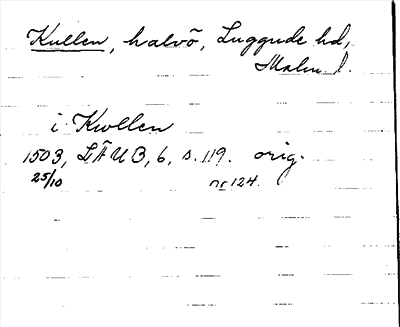 Kullen, halvö, Luggude hd,
Malm. l.
i Kwllen
1503, LÄUB, 6, s. 119. orig.
25/10 nr 124.